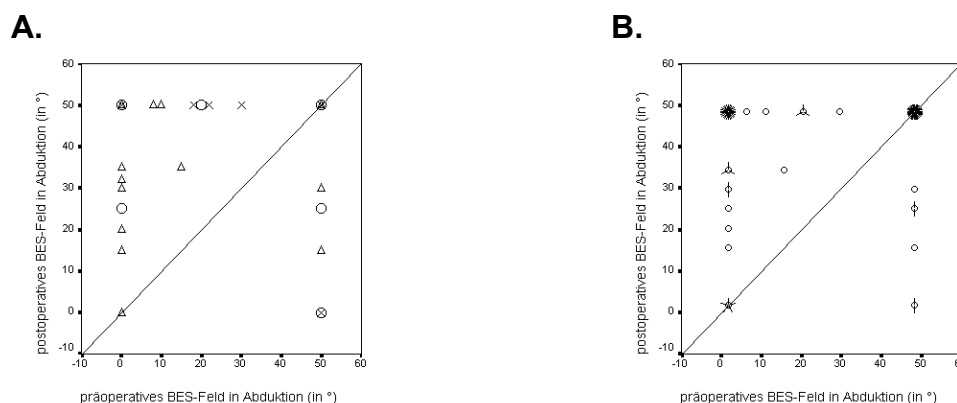 A.
B.
postoperatives BES-Feld in Abduktion (in °)
60
50
40
30
20
10
0
-10
-10 0 10 20 30 40 50 60
präoperatives BES-Feld in Abduktion (in °)
postoperatives BES-Feld in Abduktion (in °)
60
50
40
30
20
10
0
-10
-10 0 10 20 30 40 50 60
präoperatives BES-Feld in Abduktion (in °)